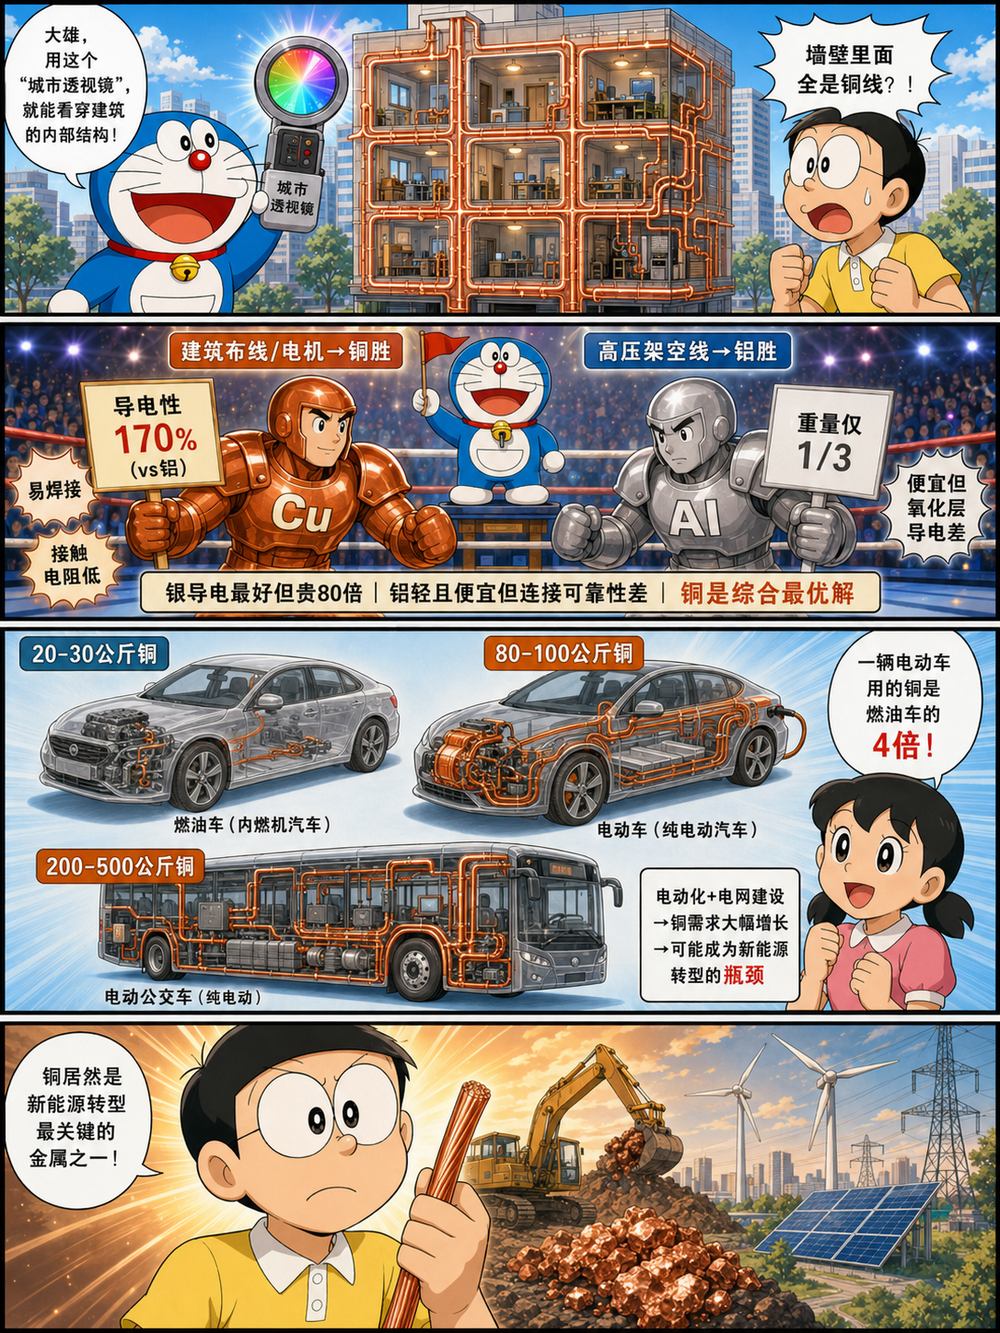 大雄，
用这个
“城市透视镜”，
就能看穿建筑
的内部结构！
城市
透视镜
墙壁里面
全是铜线？！
建筑布线/电机→铜胜
高压架空线→铝胜
导电性
170%
(vs铝)
易焊接
接触
电阻低
Cu
Al
重量仅
1/3
便宜但
氧化层
导电差
银导电最好但贵80倍｜铝轻且便宜但连接可靠性差｜铜是综合最优解
20-30公斤铜
燃油车（内燃机汽车）
80-100公斤铜
电动车（纯电动汽车）
一辆电动车
用的铜是
燃油车的
4倍！
200-500公斤铜
电动公交车（纯电动）
电动化+电网建设
→铜需求大幅增长
→可能成为新能源
转型的瓶颈
铜居然是
新能源转型
最关键的
金属之一！